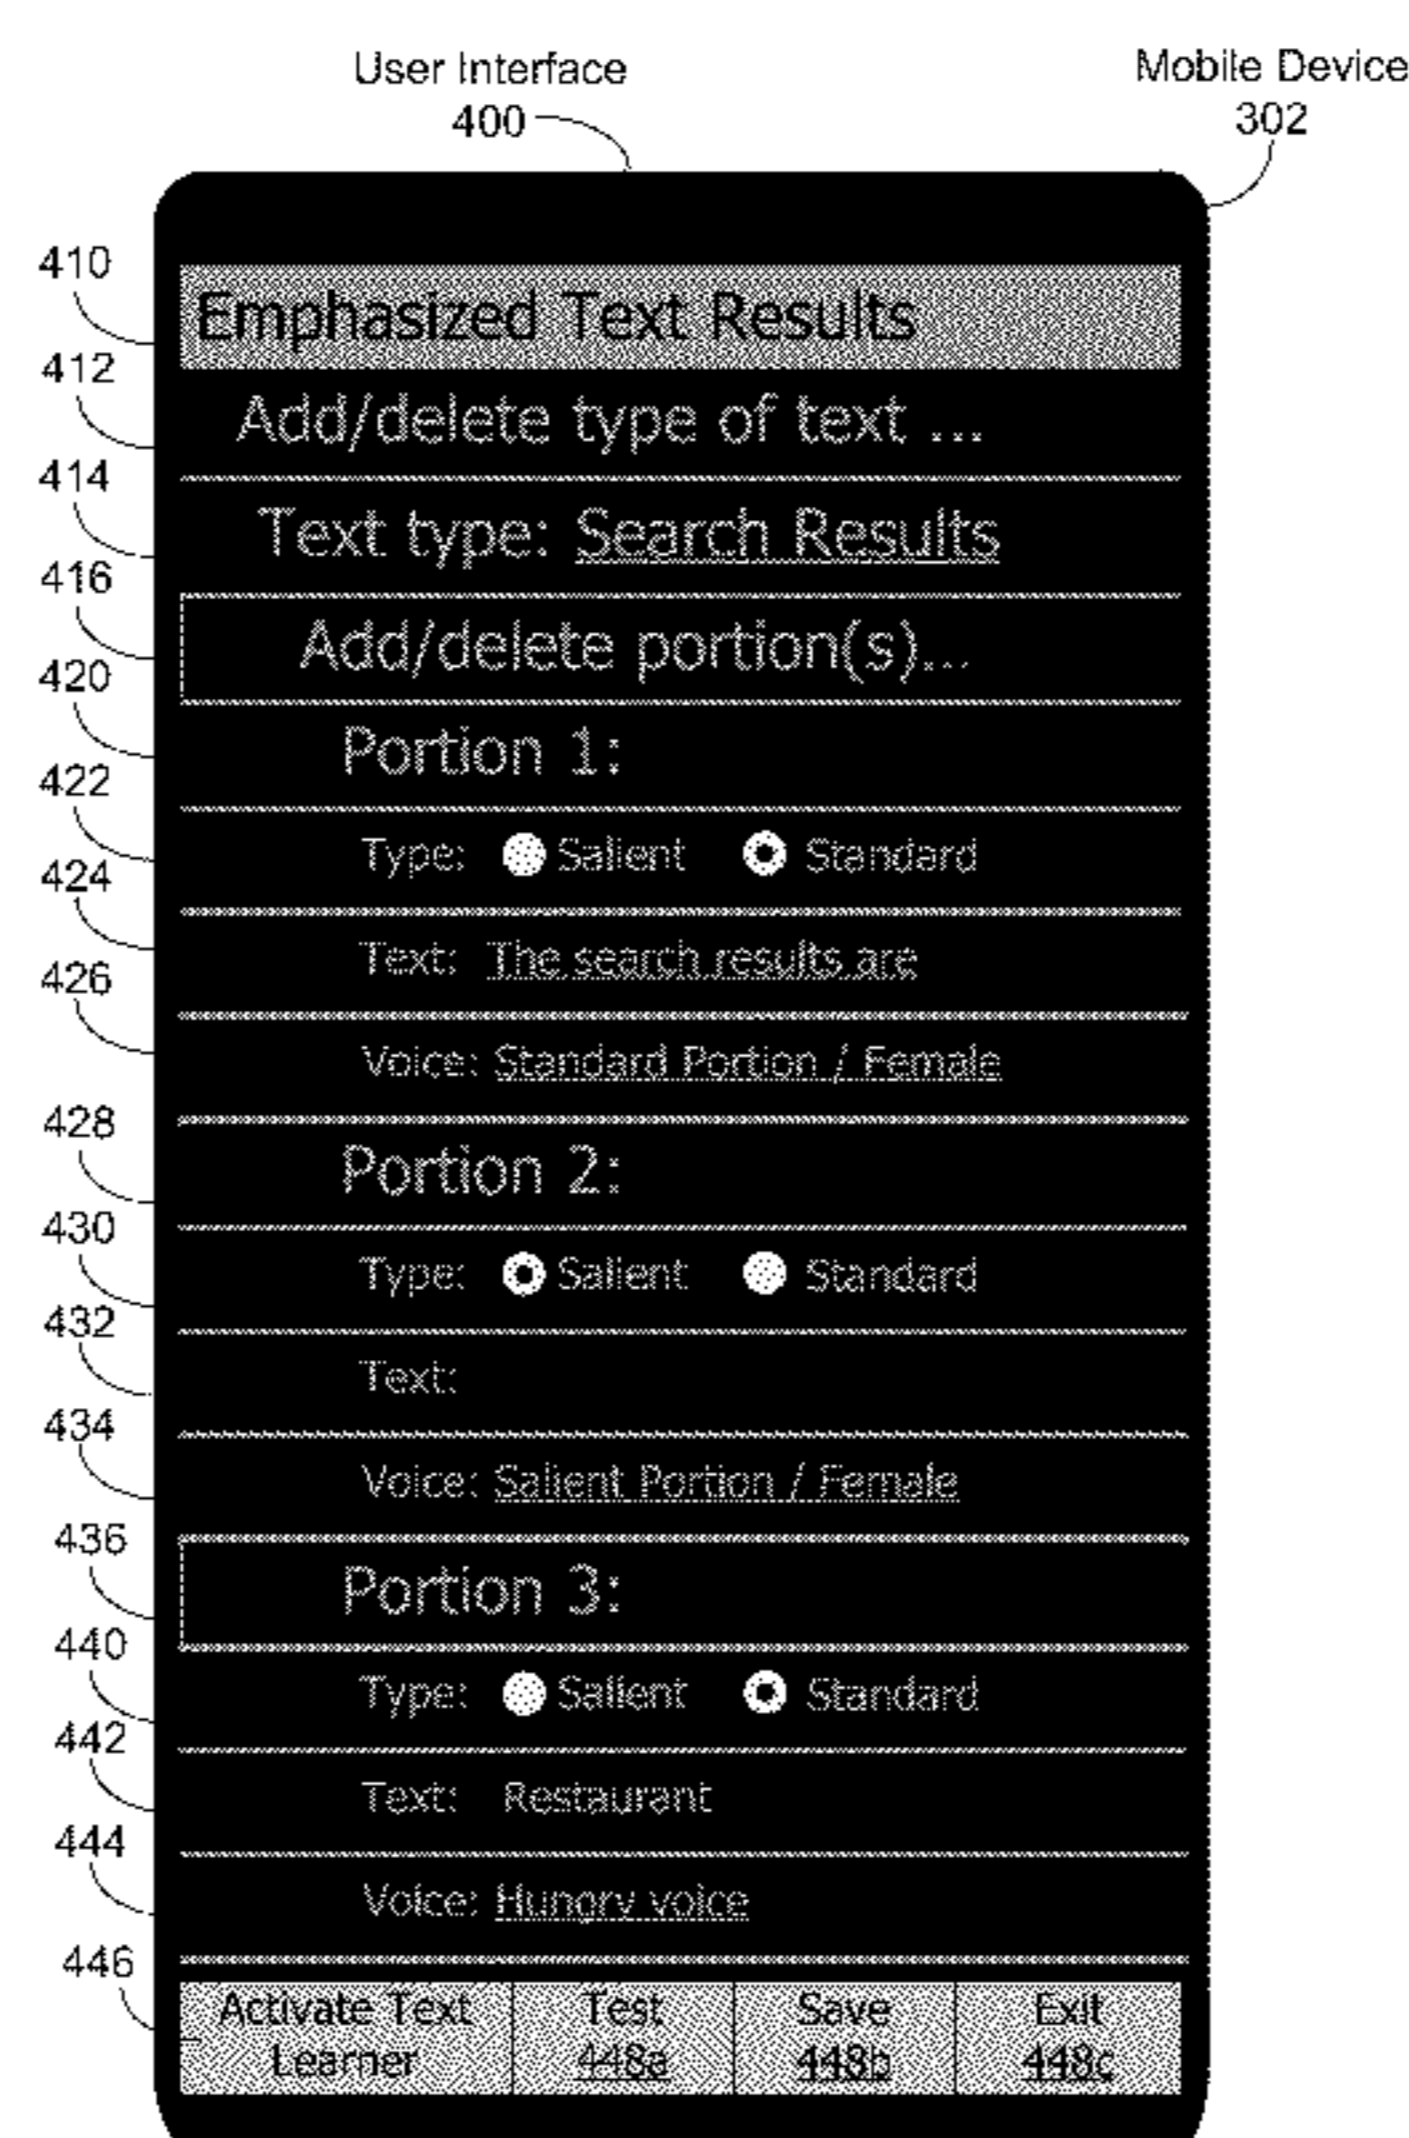 User Interface
400
Mobile Device
302
410
Emphasized Text Results
412
Add/delete type of text ...
414
Text type: Search Results
416
Add/delete portion(s)...
420
Portion 1:
422
Type: Salient Standard
424
Text: The search results are
426
Voice: Standard Portion / Female
428
Portion 2:
430
Type: Salient Standard
432
Text:
434
Voice: Salient Portion / Female
436
Portion 3:
440
Type: Salient Standard
442
Text: Restaurant
444
Voice: Hungry voice
446
Activate Text Learner
Test
448a
Save
448b
Exit
448c